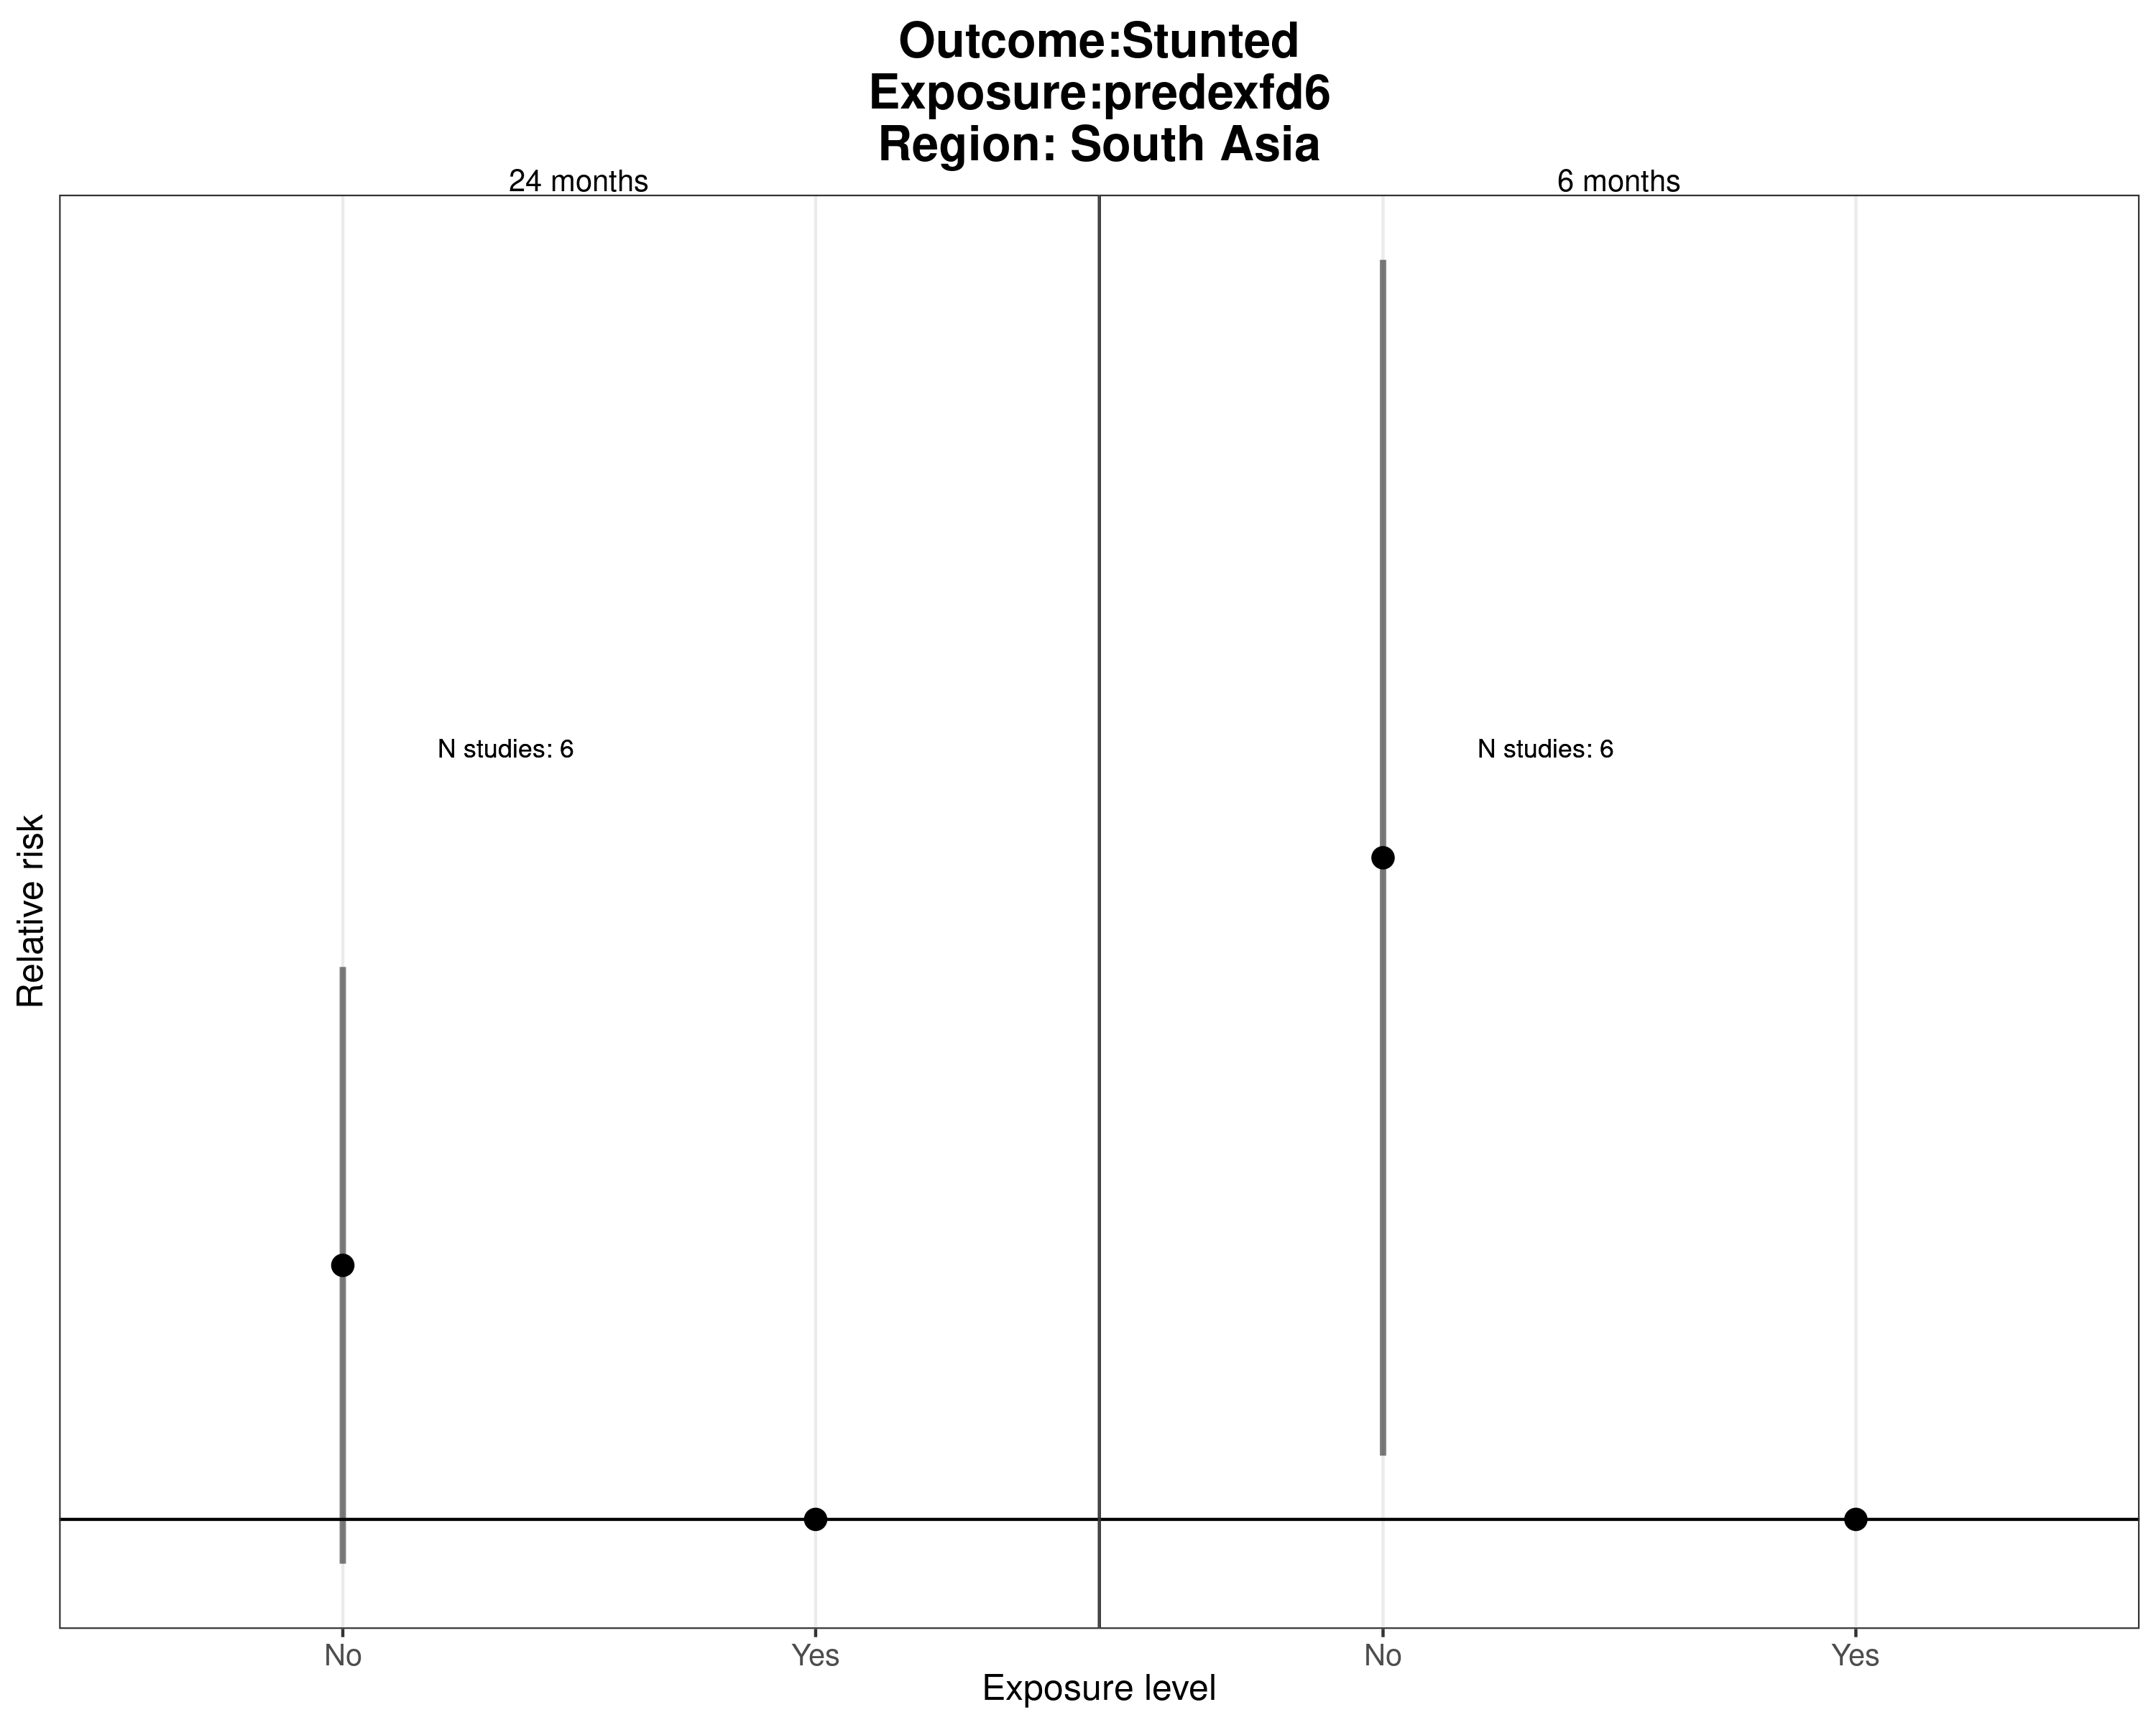 Outcome:Stunted
Exposure:predexfd6
Region: South Asia
24 months
6 months
N studies: 6
N studies: 6
Relative risk
No
Yes
No
Yes
Exposure level